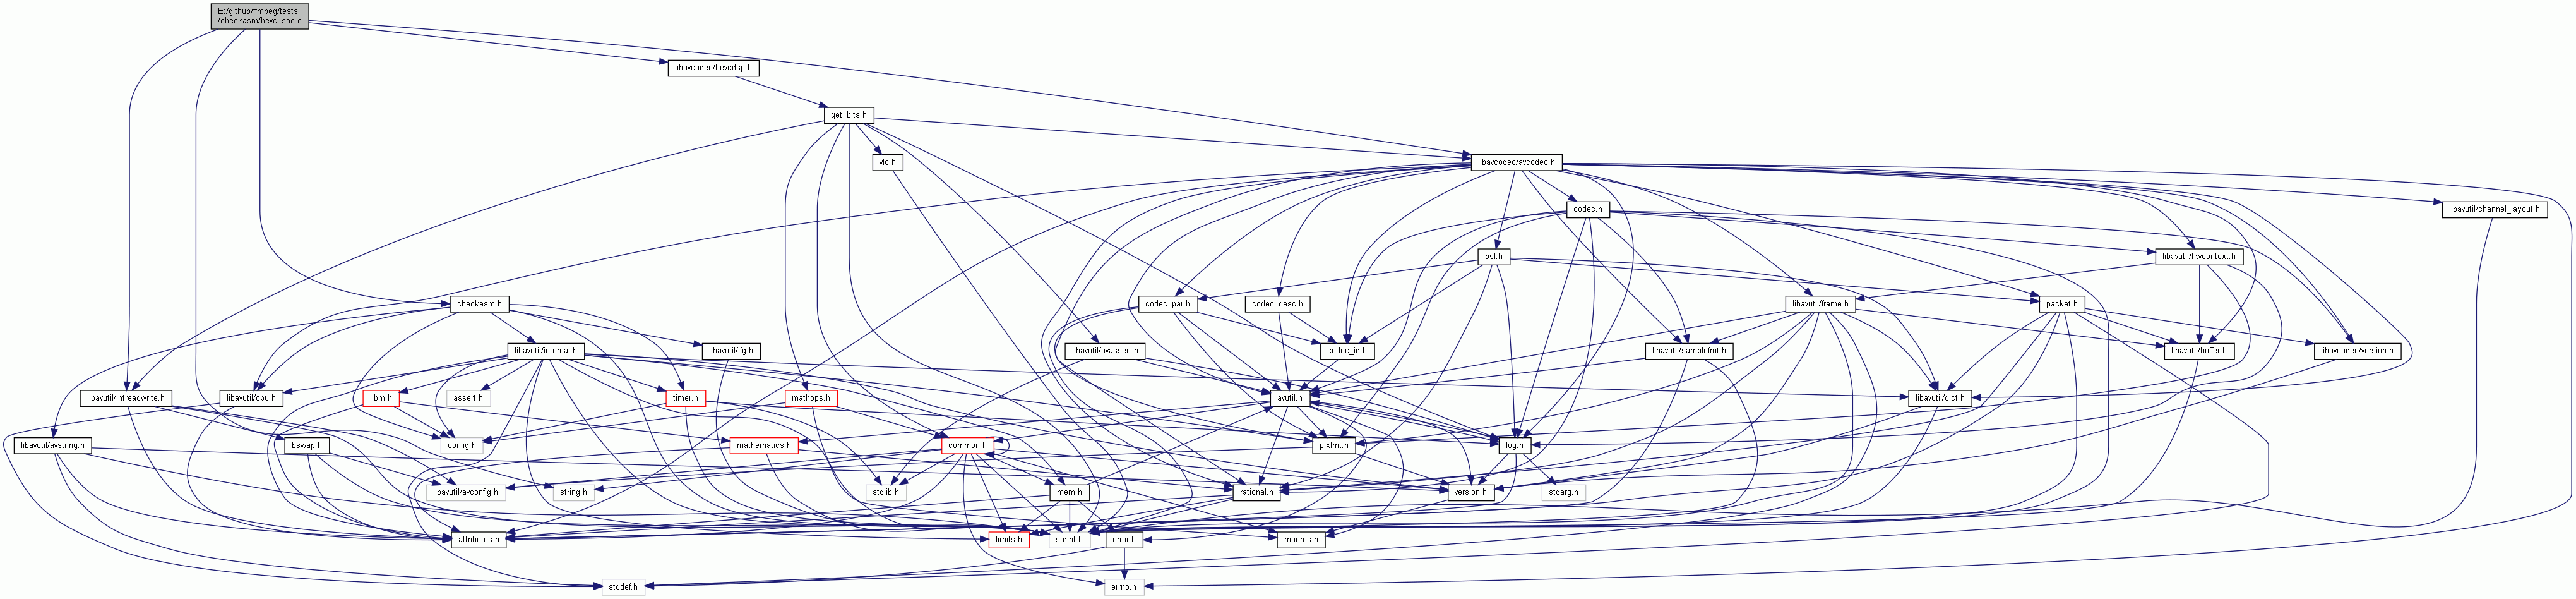 E:/github/ffmpeg/tests
/checkasm/hevc_sao.c
libavcodec/hevcdsp.h
get_bits.h
vlc.h
libavcodec/avcodec.h
codec.h
libavutil/channel_layout.h
bsf.h
libavutil/hwcontext.h
checkasm.h
codec_par.h
codec_desc.h
libavutil/frame.h
packet.h
libavutil/internal.h
libavutil/lfg.h
libavutil/avassert.h
codec_id.h
libavutil/samplefmt.h
libavutil/buffer.h
libavcodec/version.h
libavutil/intreadwrite.h
libavutil/cpu.h
libm.h
assert.h
timer.h
mathops.h
avutil.h
libavutil/dict.h
libavutil/avstring.h
bswap.h
config.h
mathematics.h
common.h
pixfmt.h
log.h
libavutil/avconfig.h
string.h
stdlib.h
mem.h
rational.h
version.h
stdarg.h
attributes.h
limits.h
stdint.h
error.h
macros.h
stddef.h
errno.h